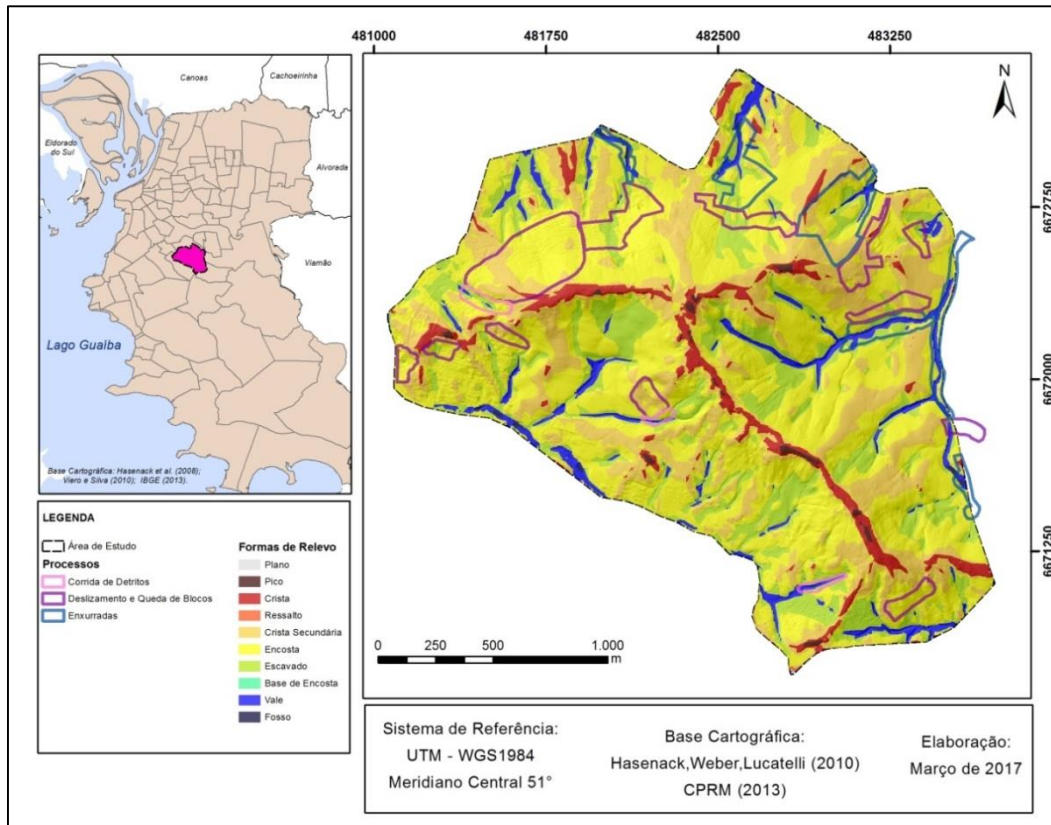 481000
481750
482500
483250
N
Canoas
Cachoeirinha
Eldorado
do Sul
Alvorada
Viamão
Lago Guaíba
Base Cartográfica: Hasenack et al. (2008);
Viero e Silva (2010); IBGE (2013).
6672750
6672000
6671250
LEGENDA
Área de Estudo
Processos
Corrida de Detritos
Deslizamento e Queda de Blocos
Enxurradas
Formas de Relevo
Plano
Pico
Crista
Ressalto
Crista Secundária
Encosta
Escavado
Base de Encosta
Vale
Fosso
0 250 500 1.000
m
Sistema de Referência:
UTM - WGS1984
Meridiano Central 51°
Base Cartográfica:
Hasenack,Weber,Lucatelli (2010)
CPRM (2013)
Elaboração:
Março de 2017